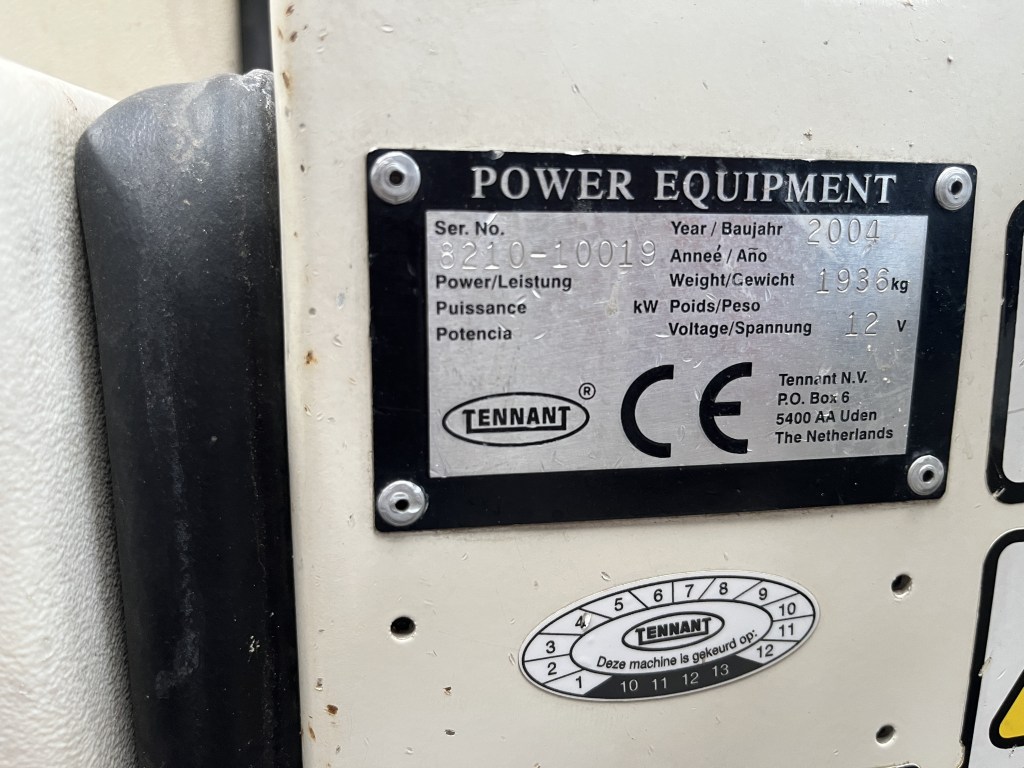 POWER EQUIPMENT
Ser. No.
8210-10019
Power/Leistung
Puissance kW
Potencia
Year / Baujahr 2004
Anneé / Año
Weight/Gewicht 1936 kg
Poids/Peso
Voltage/Spannung 12 V
TENNANT ®
CE
Tennant N.V.
P.O. Box 6
5400 AA Uden
The Netherlands
1 2 3 4 5 6 7 8 9 10 11 12
TENNANT
Deze machine is gekeurd op:
10 11 12 13